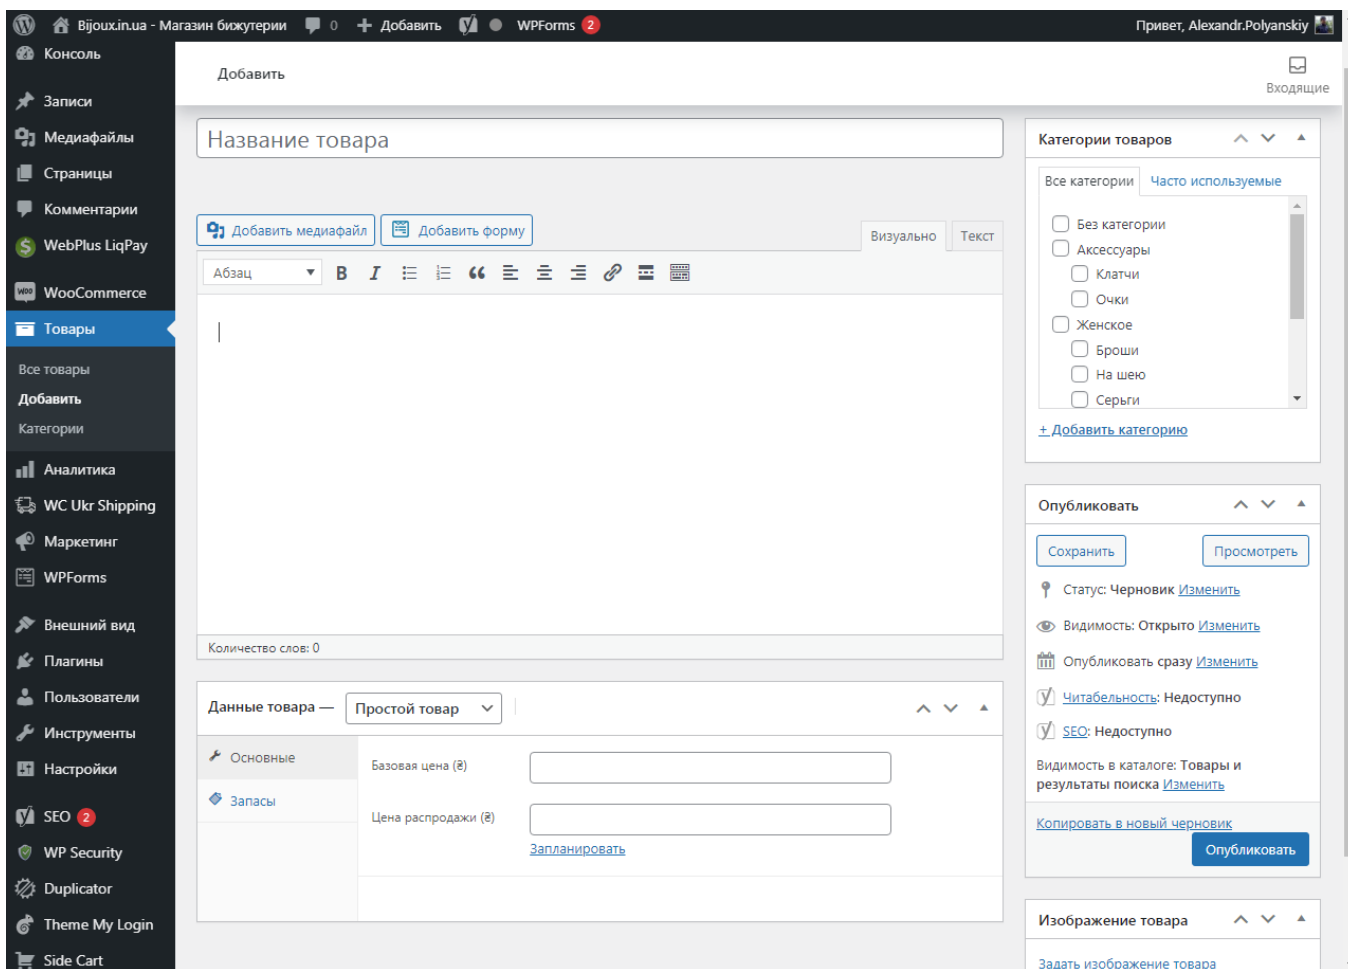 Bijoux.in.ua - Магазин бижутерии 0 Добавить WPForms 2 Привет, Alexandr.Polyanskiy
Консоль
Записи
Медиафайлы
Страницы
Комментарии
WebPlus LiqPay
WooCommerce
Товары
Все товары
Добавить
Категории
Аналитика
WC Ukr Shipping
Маркетинг
WPForms
Внешний вид
Плагины
Пользователи
Инструменты
Настройки
SEO 2
WP Security
Duplicator
Theme My Login
Side Cart
Добавить
Входящие
Название товара
Добавить медиафайл Добавить форму
Визуально Текст
Абзац B I
Количество слов: 0
Данные товара — Простой товар
Основные
Запасы
Базовая цена (₴)
Цена распродажи (₴)
Запланировать
Категории товаров
Все категории Часто используемые
Без категории
Аксессуары
Клатчи
Очки
Женское
Броши
На шею
Серьги
+ Добавить категорию
Опубликовать
Сохранить Просмотреть
Статус: Черновик Изменить
Видимость: Открыто Изменить
Опубликовать сразу Изменить
Читабельность: Недоступно
SEO: Недоступно
Видимость в каталоге: Товары и
результаты поиска Изменить
Копировать в новый черновик
Опубликовать
Изображение товара
Задать изображение товара